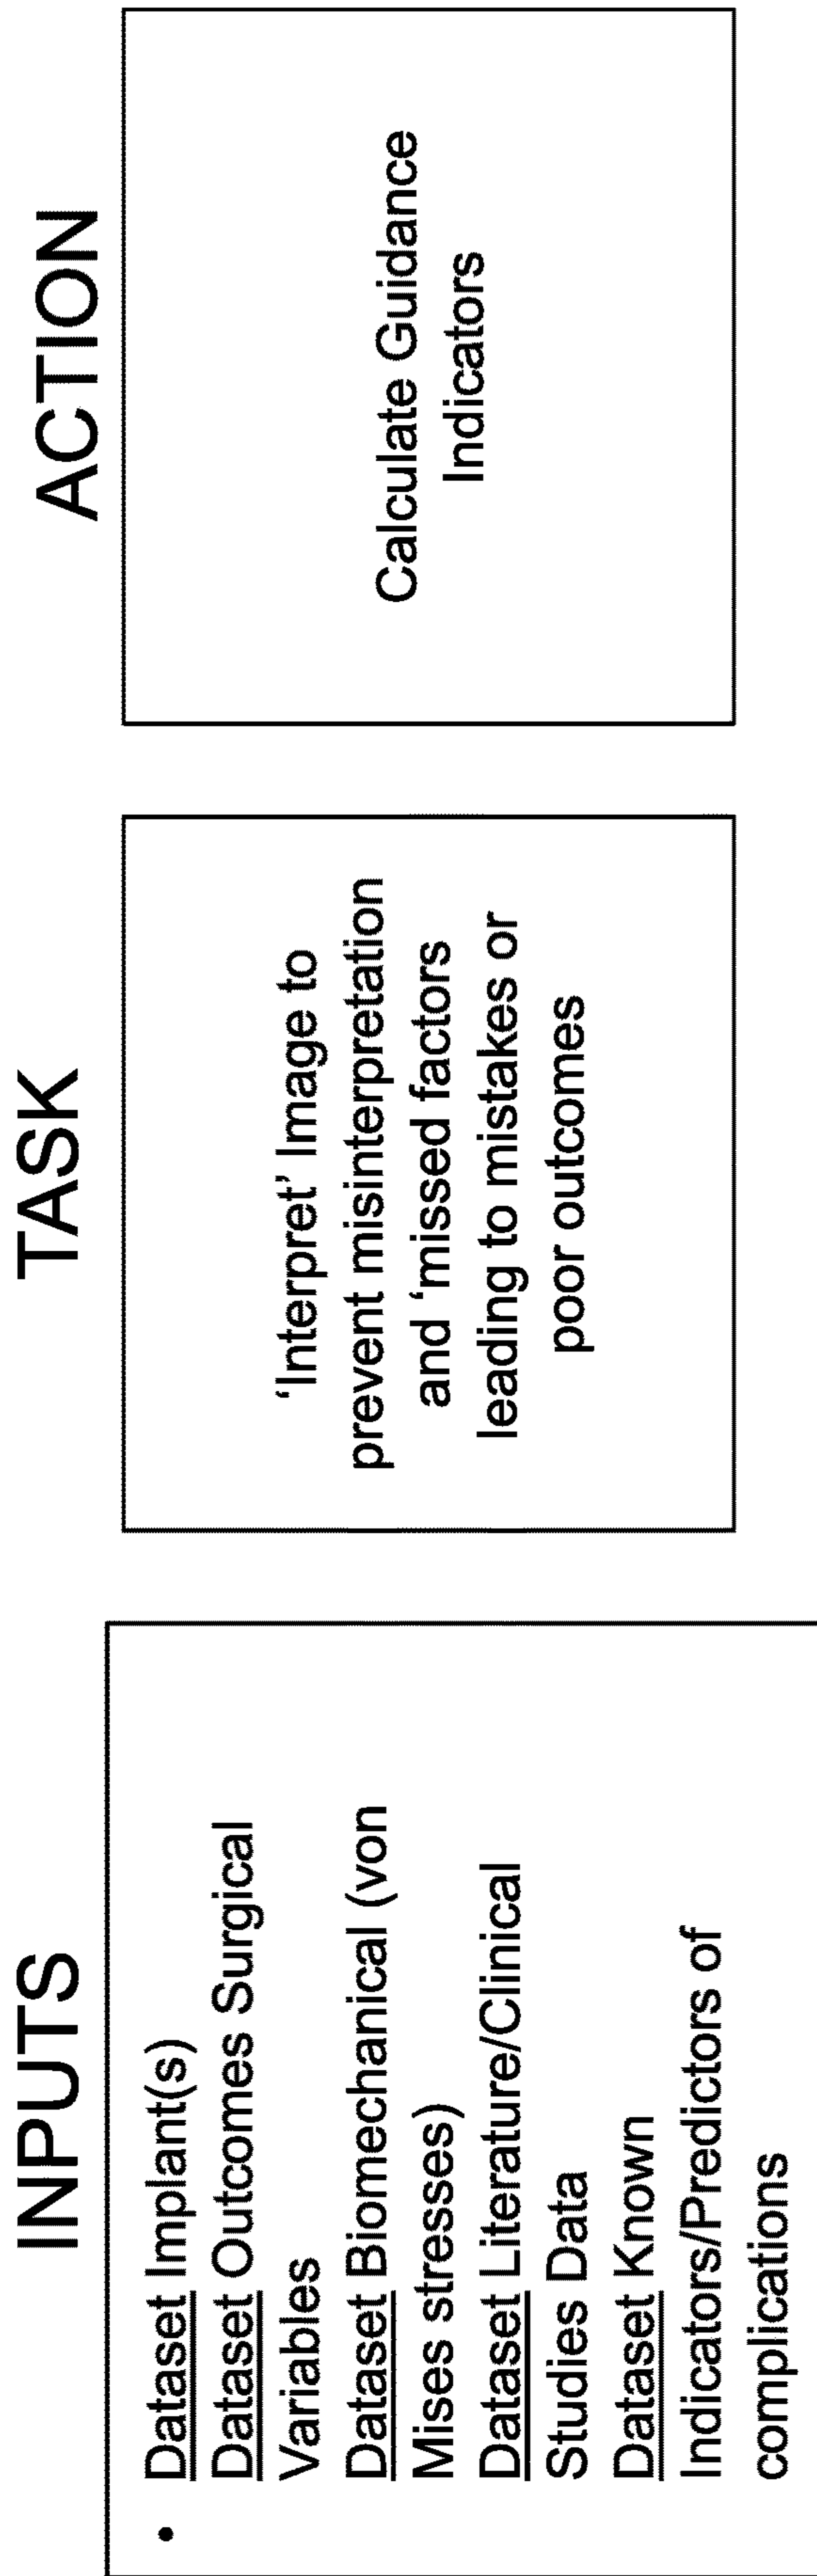 INPUTS
• Dataset Implant(s)
Dataset Outcomes Surgical
Variables
Dataset Biomechanical (von
Mises stresses)
Dataset Literature/Clinical
Studies Data
Dataset Known
Indicators/Predictors of
complications
TASK
‘Interpret’ Image to
prevent misinterpretation
and ‘missed factors
leading to mistakes or
poor outcomes
ACTION
Calculate Guidance
Indicators